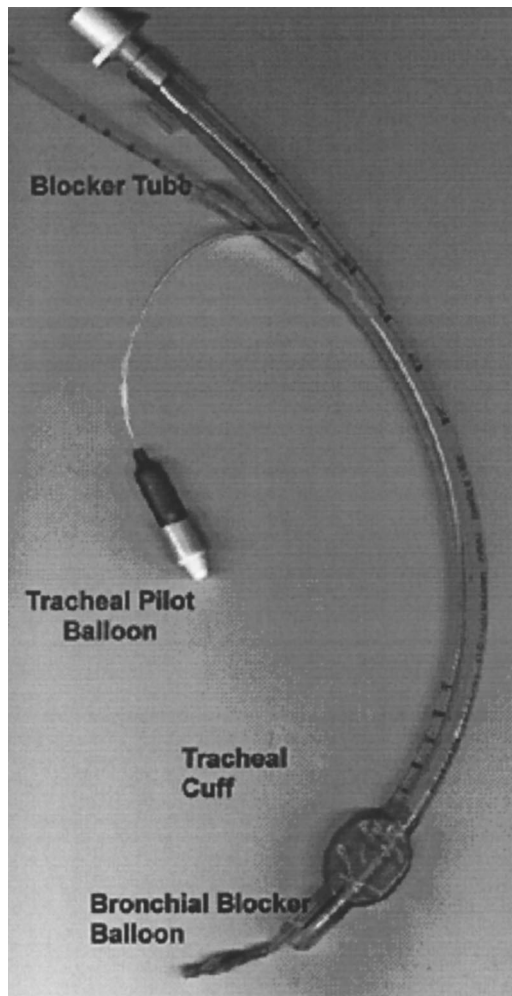 Blocker Tube
Tracheal Pilot
Balloon
Tracheal
Cuff
Bronchial Blocker
Balloon